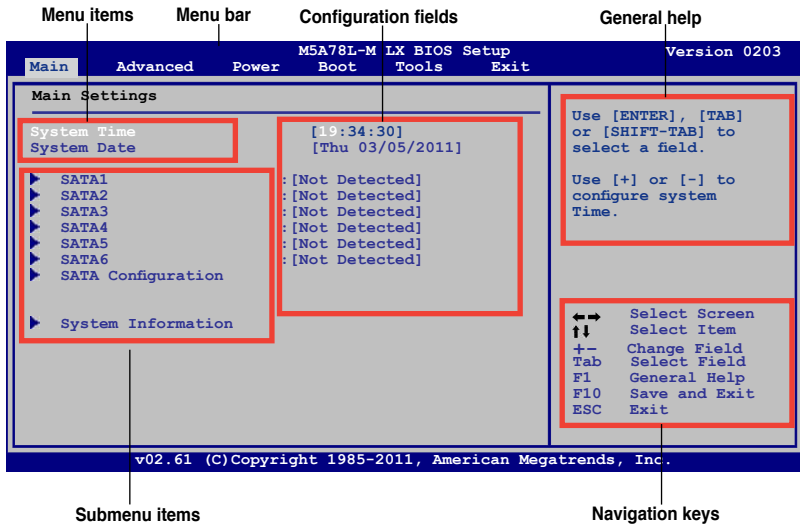 Menu items Menu bar Configuration fields General help
M5A78L-M LX BIOS Setup Version 0203
Main Advanced Power Boot Tools Exit
Main Settings
System Time [19:34:30]
System Date [Thu 03/05/2011]
SATA1 :[Not Detected]
SATA2 :[Not Detected]
SATA3 :[Not Detected]
SATA4 :[Not Detected]
SATA5 :[Not Detected]
SATA6 :[Not Detected]
SATA Configuration
System Information
Use [ENTER], [TAB]
or [SHIFT-TAB] to
select a field.
Use [+] or [-] to
configure system
Time.
←→ Select Screen
↑↓ Select Item
+- Change Field
Tab Select Field
F1 General Help
F10 Save and Exit
ESC Exit
v02.61 (C)Copyright 1985-2011, American Megatrends, Inc.
Submenu items Navigation keys